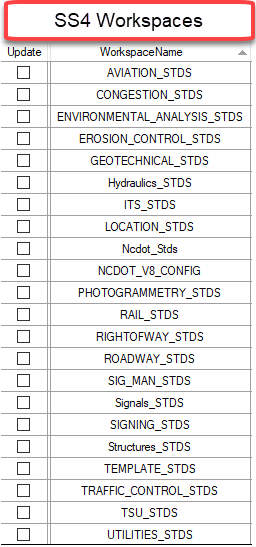 SS4 Workspaces
Update WorkspaceName
AVIATION_STDS
CONGESTION_STDS
ENVIRONMENTAL_ANALYSIS_STDS
EROSION_CONTROL_STDS
GEOTECHNICAL_STDS
Hydraulics_STDS
ITS_STDS
LOCATION_STDS
Ncdot_Stds
NCDOT_V8_CONFIG
PHOTOGRAMMETRY_STDS
RAIL_STDS
RIGHTOFWAY_STDS
ROADWAY_STDS
SIG_MAN_STDS
Signals_STDS
SIGNING_STDS
Structures_STDS
TEMPLATE_STDS
TRAFFIC_CONTROL_STDS
TSU_STDS
UTILITIES_STDS